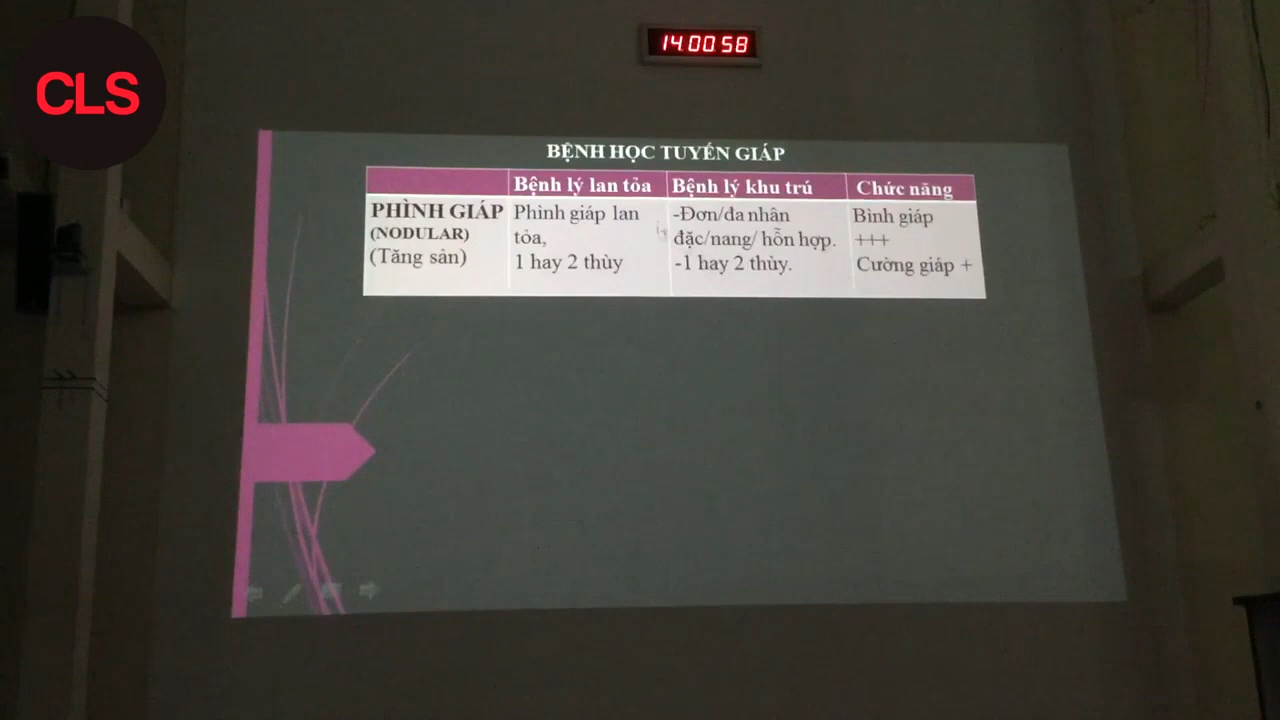 CLS
14.00.58
BỆNH HỌC TUYẾN GIÁP
Bệnh lý lan tỏa
Bệnh lý khu trú
Chức năng
PHÌNH GIÁP
(NODULAR)
(Tăng sản)
Phình giáp lan
tỏa,
1 hay 2 thùy
-Đơn/đa nhân
đặc/nang/ hỗn hợp.
-1 hay 2 thùy.
Bình giáp
+++
Cường giáp +